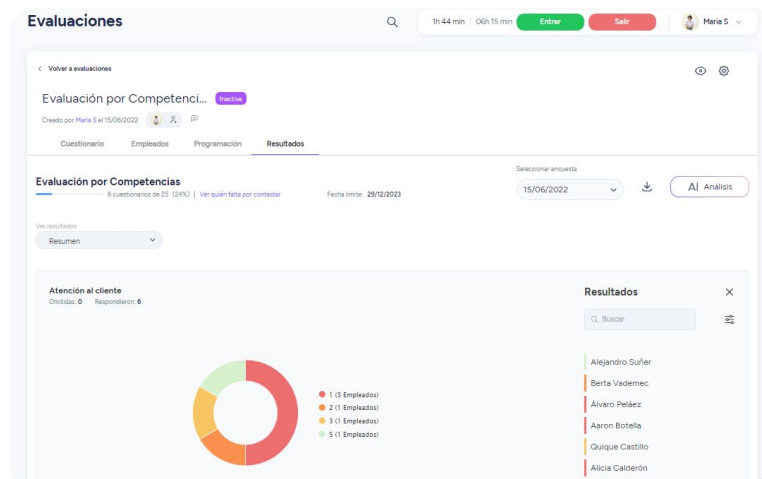 Evaluaciones
1h 44 min / 06h 15 min Entrar Salir Maria S
Volver a evaluaciones
Evaluación por Competenci... Inactiva
Creado por Maria S el 15/06/2022
Cuestionario Empleados Programación Resultados
Evaluación por Competencias
6 cuestionarios de 25 (24%) | Ver quién falta por contestar Fecha límite: 29/12/2023
Seleccionar encuesta
15/06/2022 AI Análisis
Ver resultados
Resumen
Atención al cliente
Omitidas: 0 Respondieron: 6
1 (3 Empleados)
2 (1 Empleados)
3 (1 Empleados)
5 (1 Empleados)
Resultados
Buscar
Alejandro Suñer
Berta Vademec
Álvaro Peláez
Aaron Botella
Quique Castillo
Alicia Calderón